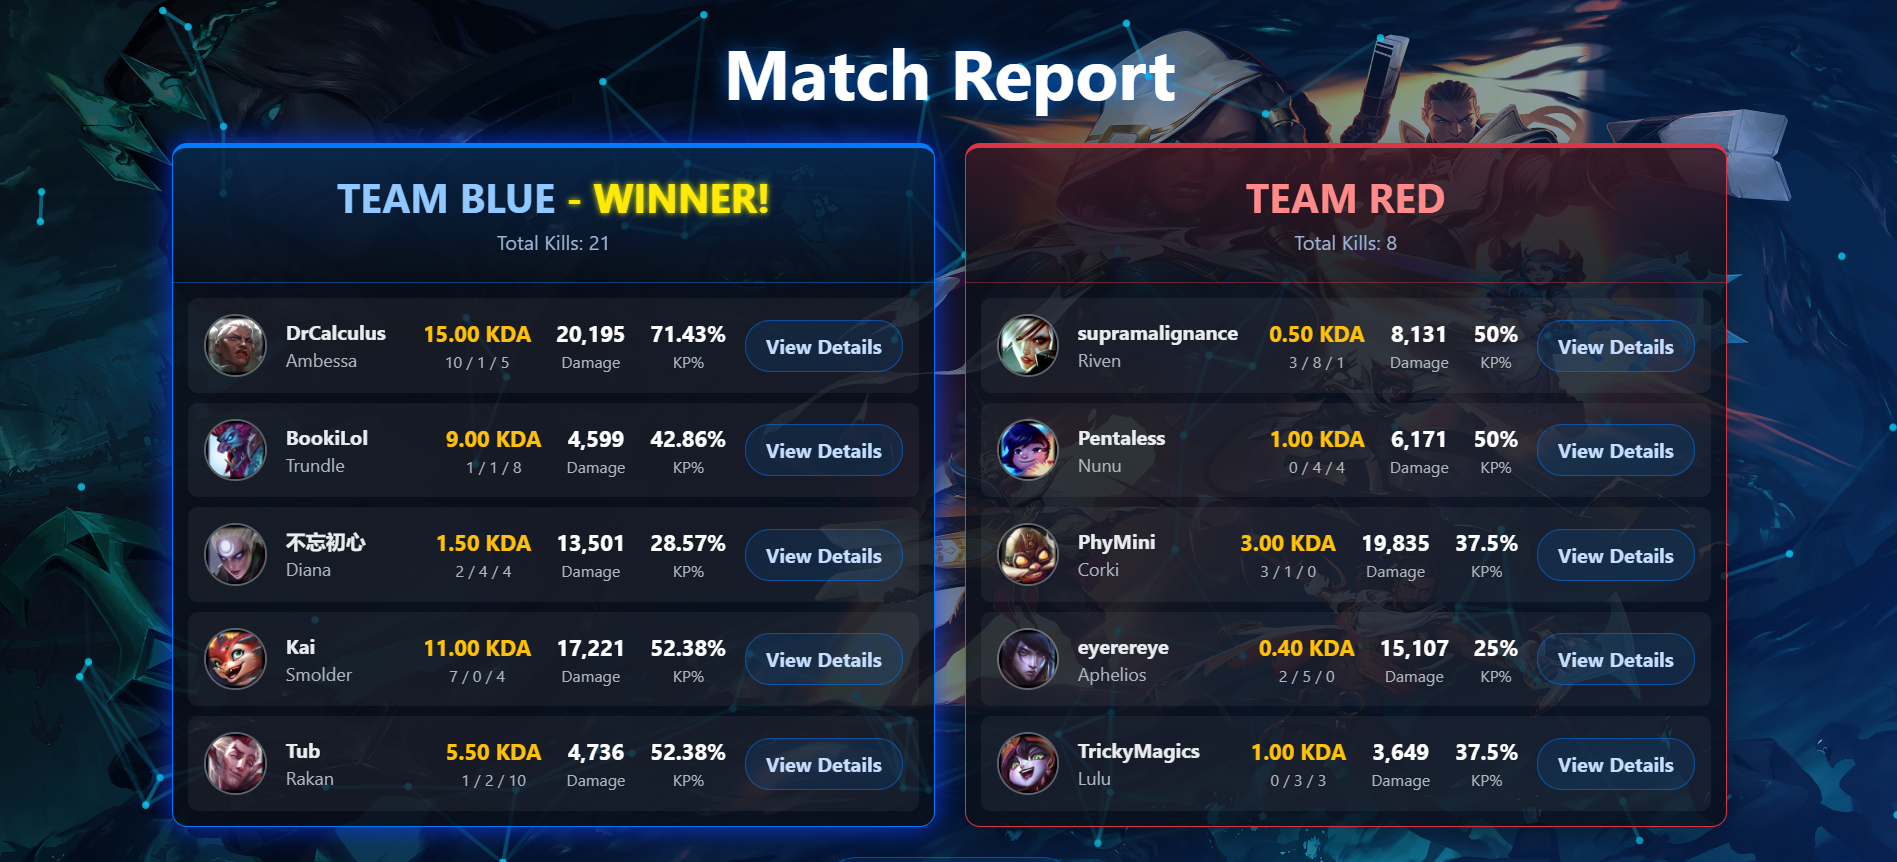 Match Report
TEAM BLUE - WINNER!
Total Kills: 21
DrCalculus
Ambessa
15.00 KDA
10 / 1 / 5
20,195
Damage
71.43%
KP%
View Details
BookiLol
Trundle
9.00 KDA
1 / 1 / 8
4,599
Damage
42.86%
KP%
View Details
不忘初心
Diana
1.50 KDA
2 / 4 / 4
13,501
Damage
28.57%
KP%
View Details
Kai
Smolder
11.00 KDA
7 / 0 / 4
17,221
Damage
52.38%
KP%
View Details
Tub
Rakan
5.50 KDA
1 / 2 / 10
4,736
Damage
52.38%
KP%
View Details
TEAM RED
Total Kills: 8
supramalignance
Riven
0.50 KDA
3 / 8 / 1
8,131
Damage
50%
KP%
View Details
Pentaless
Nunu
1.00 KDA
0 / 4 / 4
6,171
Damage
50%
KP%
View Details
PhyMini
Corki
3.00 KDA
3 / 1 / 0
19,835
Damage
37.5%
KP%
View Details
eyerereye
Aphelios
0.40 KDA
2 / 5 / 0
15,107
Damage
25%
KP%
View Details
TrickyMagics
Lulu
1.00 KDA
0 / 3 / 3
3,649
Damage
37.5%
KP%
View Details